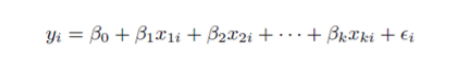 yᵢ = β₀ + β₁x₁ᵢ + β₂x₂ᵢ + ⋯ + βₖxₖᵢ + ϵᵢ